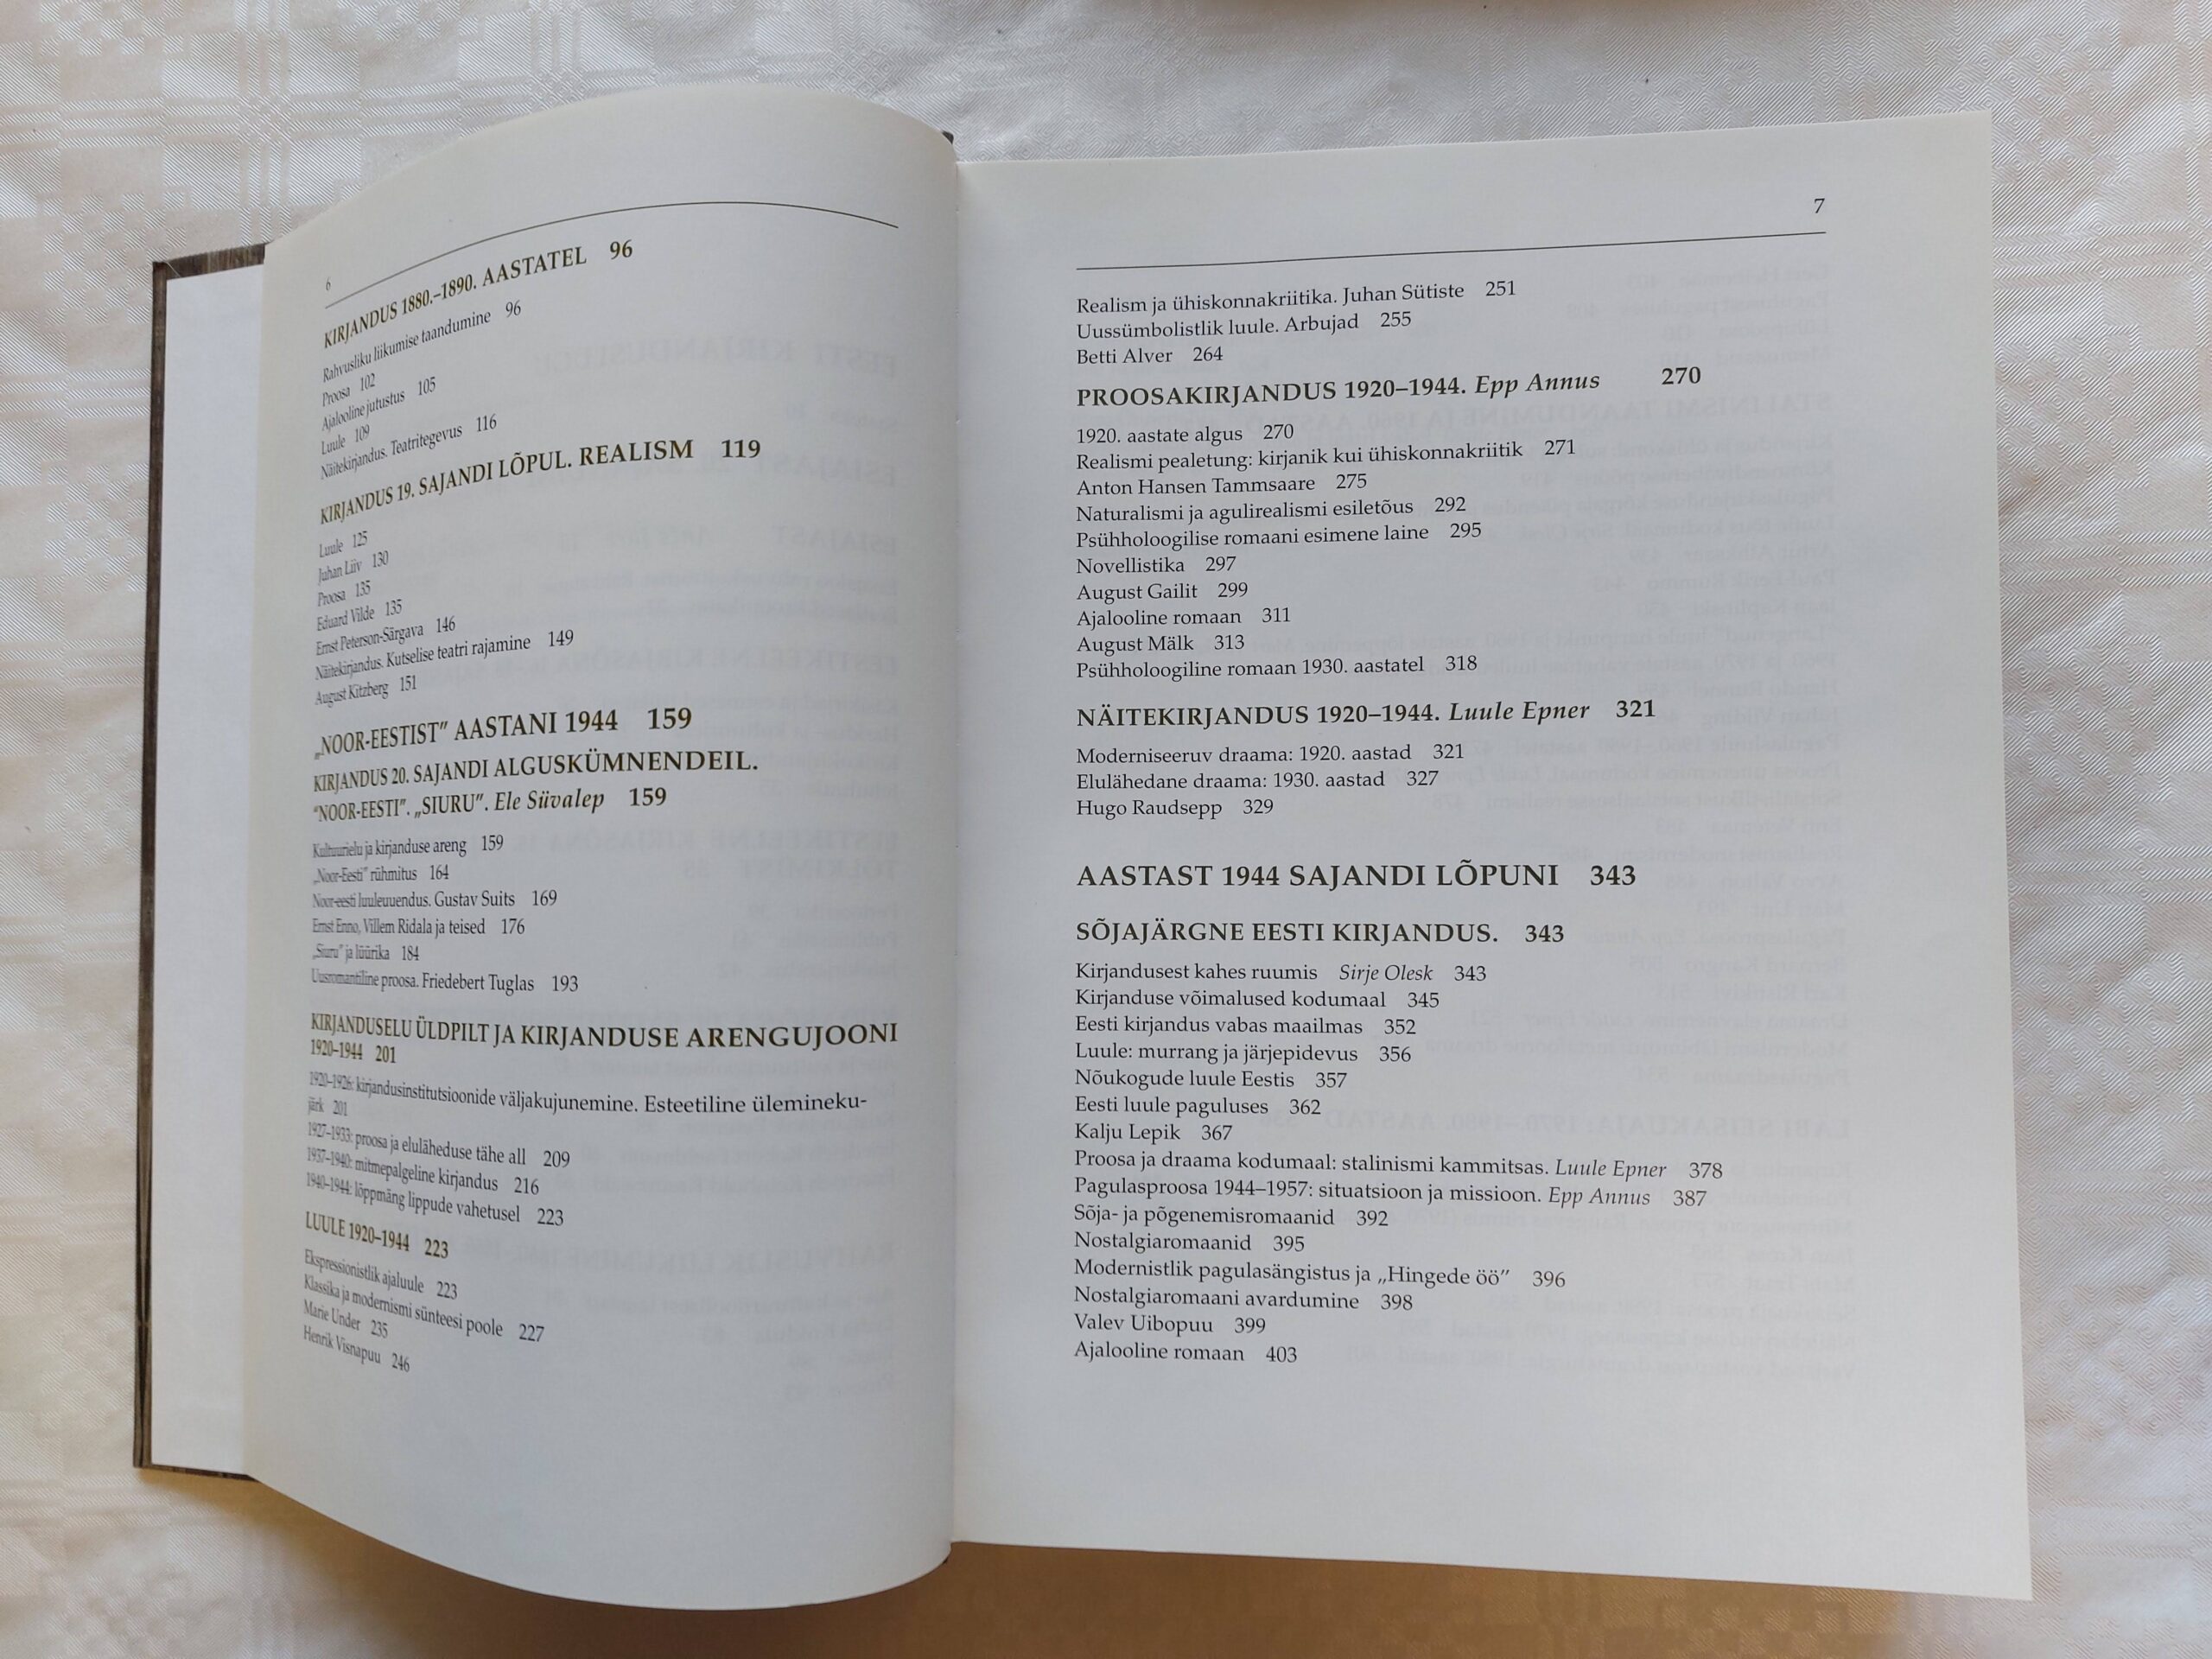 6
KIRJANDUS 1880.–1890. AASTATEL 96
Rahvusliku liikumise taandumine 96
Proosa 102
Ajalooline jutustus 105
Luule 109
Näitekirjandus. Teatritegevus 116
KIRJANDUS 19. SAJANDI LÕPUL. REALISM 119
Luule 125
Juhan Liiv 130
Proosa 135
Eduard Vilde 135
Ernst Peterson-Särgava 146
Näitekirjandus. Kutselise teatri rajamine 149
August Kitzberg 151
„NOOR-EESTIST” AASTANI 1944 159
KIRJANDUS 20. SAJANDI ALGUSKÜMNENDEIL.
“NOOR-EESTI”. „SIURU”. Ele Süvalep 159
Kultuurielu ja kirjanduse areng 159
„Noor-Eesti” rühmitus 164
Noor-eesti luuleuuendus. Gustav Suits 169
Ernst Enno, Villem Ridala ja teised 176
„Siuru” ja lüürika 184
Uusromantiline proosa. Friedebert Tuglas 193
KIRJANDUSELU ÜLDPILT JA KIRJANDUSE ARENGUJOONI
1920–1944 201
1920–1926: kirjandusinstitutsioonide väljakujunemine. Esteetiline ülemineku-
järk 201
1927–1933: proosa ja eluläheduse tähe all 209
1937–1940: mitmepalgeline kirjandus 216
1940–1944: lõppmäng lippude vahetusel 223
LUULE 1920–1944 223
Ekspressionistlik ajaluule 223
Klassika ja modernismi sünteesi poole 227
Marie Under 235
Henrik Visnapuu 246
7
Realism ja ühiskonnakriitika. Juhan Sütiste 251
Uussümbolistlik luule. Arbujad 255
Betti Alver 264
PROOSAKIRJANDUS 1920–1944. Epp Annus 270
1920. aastate algus 270
Realismi pealetung: kirjanik kui ühiskonnakriitik 271
Anton Hansen Tammsaare 275
Naturalismi ja agulirealismi esiletõus 292
Psühholoogilise romaani esimene laine 295
Novellistika 297
August Gailit 299
Ajalooline romaan 311
August Mälk 313
Psühholoogiline romaan 1930. aastatel 318
NÄITEKIRJANDUS 1920–1944. Luule Epner 321
Moderniseeruv draama: 1920. aastad 321
Elulähedane draama: 1930. aastad 327
Hugo Raudsepp 329
AASTAST 1944 SAJANDI LÕPUNI 343
SÕJAJÄRGNE EESTI KIRJANDUS. 343
Kirjandusest kahes ruumis Sirje Olesk 343
Kirjanduse võimalused kodumaal 345
Eesti kirjandus vabas maailmas 352
Luule: murrang ja järjepidevus 356
Nõukogude luule Eestis 357
Eesti luule paguluses 362
Kalju Lepik 367
Proosa ja draama kodumaal: stalinismi kammitsas. Luule Epner 378
Pagulasproosa 1944–1957: situatsioon ja missioon. Epp Annus 387
Sõja- ja põgenemisromaanid 392
Nostalgiaromaanid 395
Modernistlik pagulasängistus ja „Hingede öö” 396
Nostalgiaromaani avardumine 398
Valev Uibopuu 399
Ajalooline romaan 403